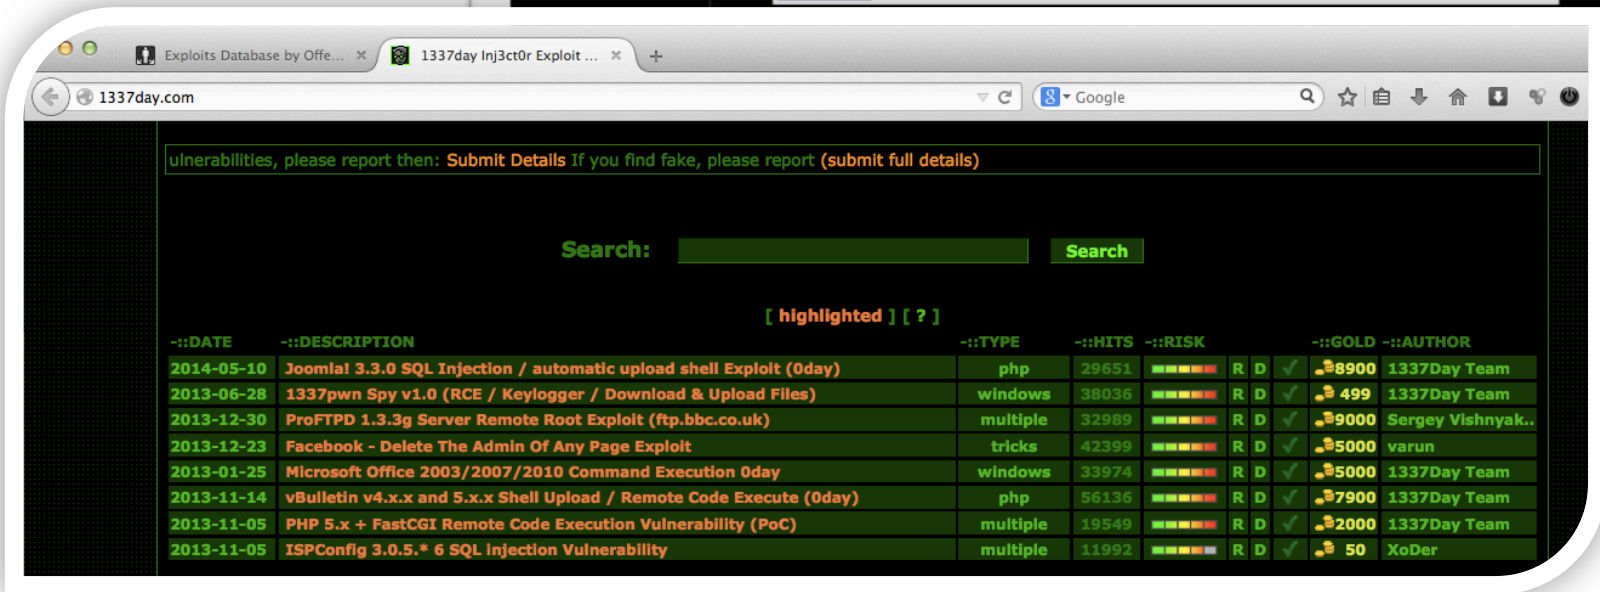 Exploits Database by Offe... 1337day Inj3ct0r Exploit ...
1337day.com Google
ulnerabilities, please report then: Submit Details If you find fake, please report (submit full details)
Search: Search
[ highlighted ] [ ? ]
-::DATE -::DESCRIPTION -::TYPE -::HITS -::RISK -::GOLD -::AUTHOR
2014-05-10 Joomla! 3.3.0 SQL Injection / automatic upload shell Exploit (0day) php 29651 R D 8900 1337Day Team
2013-06-28 1337pwn Spy v1.0 (RCE / Keylogger / Download & Upload Files) windows 38036 R D 499 1337Day Team
2013-12-30 ProFTPD 1.3.3g Server Remote Root Exploit (ftp.bbc.co.uk) multiple 32989 R D 9000 Sergey Vishnyak..
2013-12-23 Facebook - Delete The Admin Of Any Page Exploit tricks 42399 R D 5000 varun
2013-01-25 Microsoft Office 2003/2007/2010 Command Execution 0day windows 33974 R D 5000 1337Day Team
2013-11-14 vBulletin v4.x.x and 5.x.x Shell Upload / Remote Code Execute (0day) php 56136 R D 7900 1337Day Team
2013-11-05 PHP 5.x + FastCGI Remote Code Execution Vulnerability (PoC) multiple 19549 R D 2000 1337Day Team
2013-11-05 ISPConfig 3.0.5.* 6 SQL injection Vulnerability multiple 11992 R D 50 XoDer